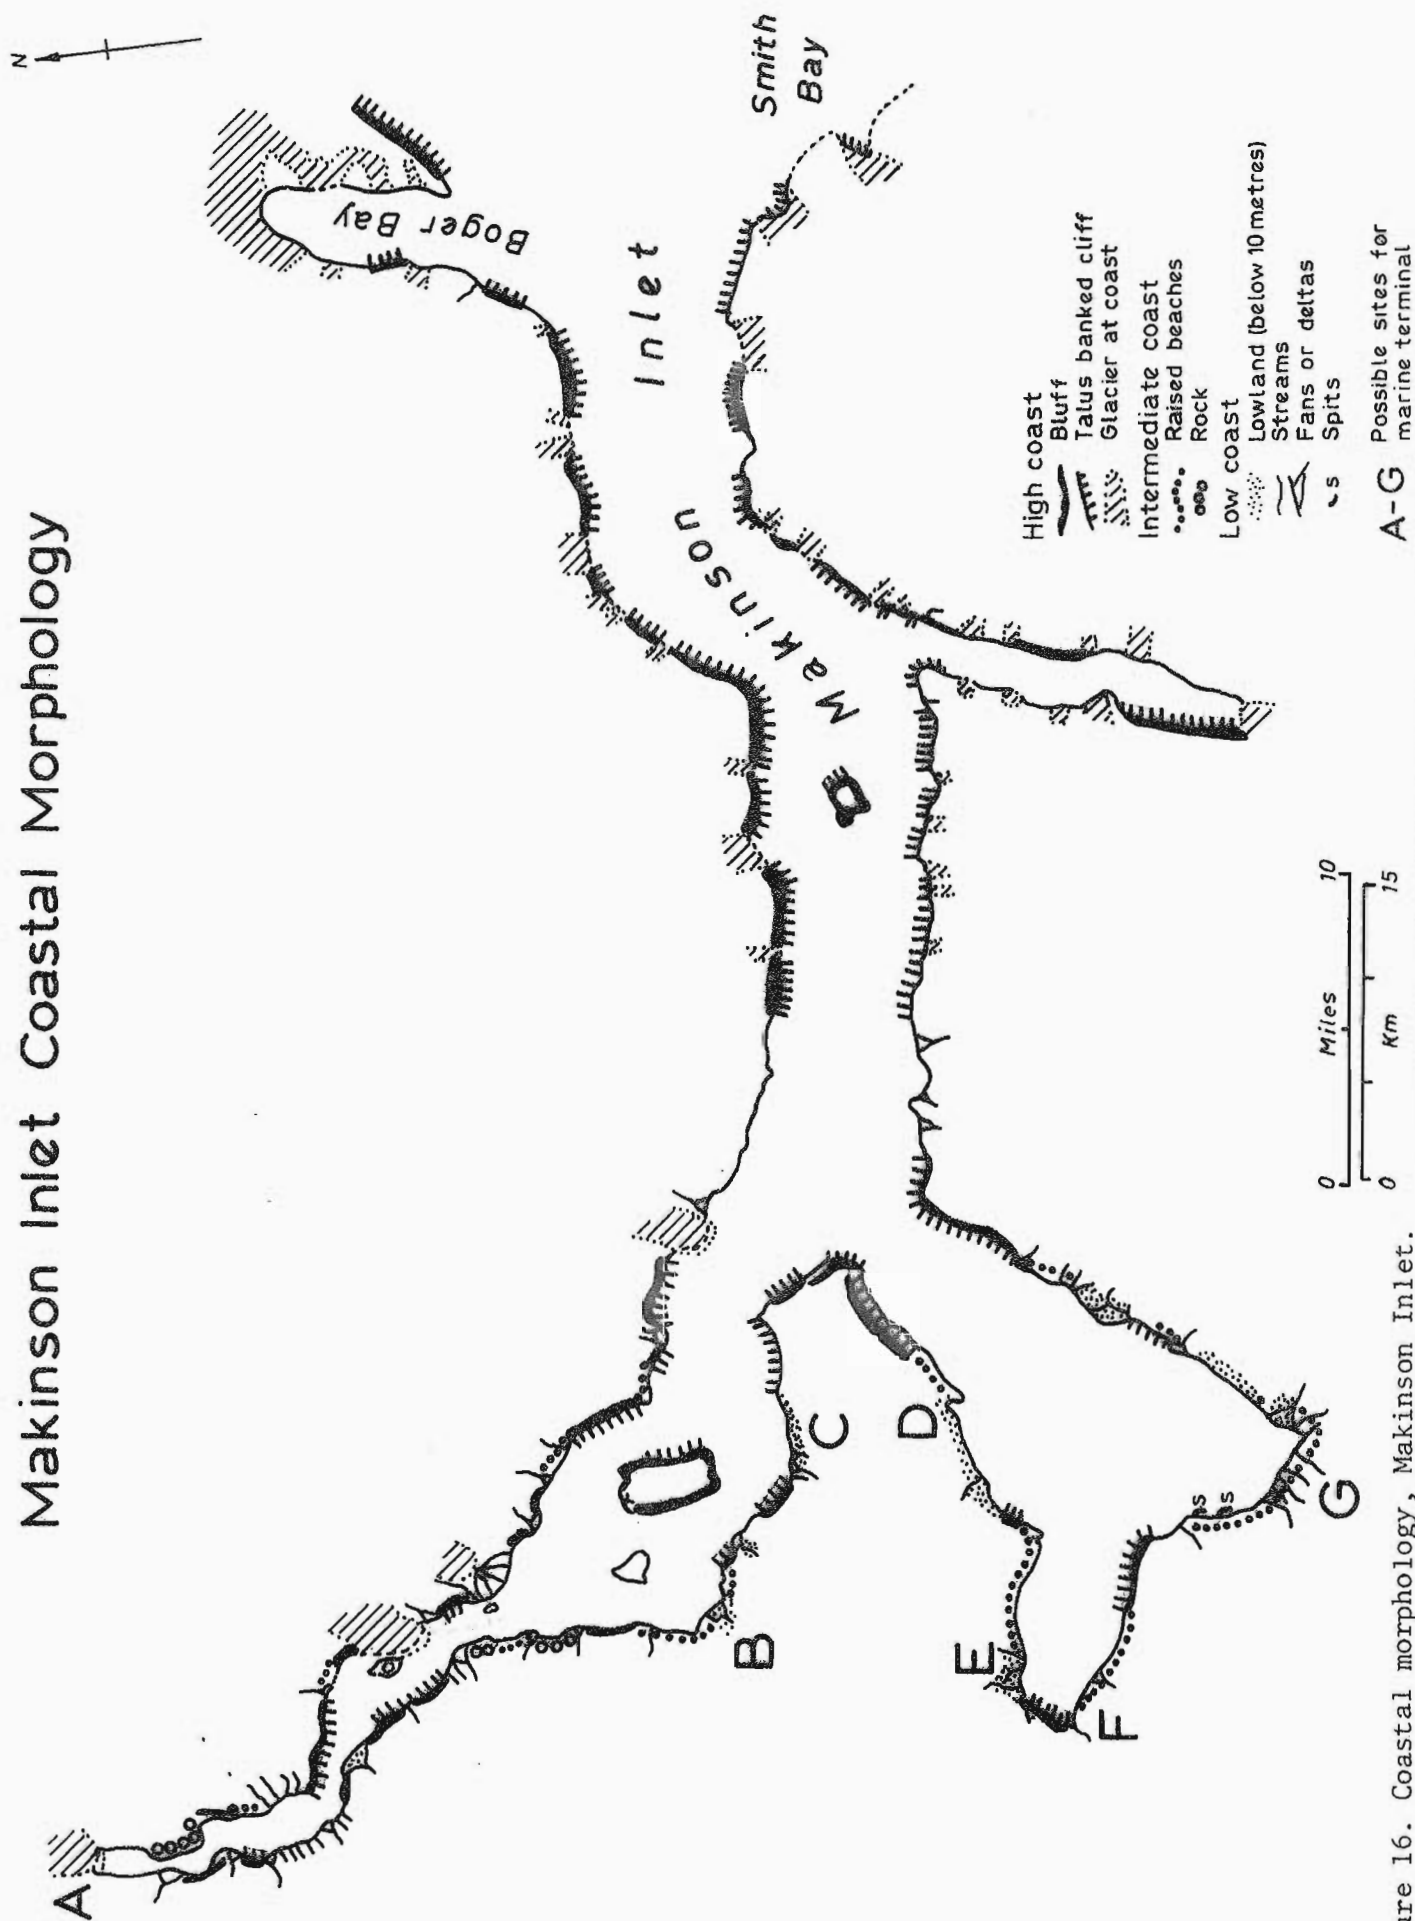 Makinson Inlet Coastal Morphology
N
Boger Bay
Smith
Bay
Makinson Inlet
A
B
C
D
E
F
G
s
s
High coast
Bluff
Talus banked cliff
Glacier at coast
Intermediate coast
Raised beaches
Rock
Low coast
Lowland (below 10 metres)
Streams
Fans or deltas
s Spits
A-G Possible sites for
marine terminal
0 Miles 10
0 Km 15
ure 16. Coastal morphology, Makinson Inlet.